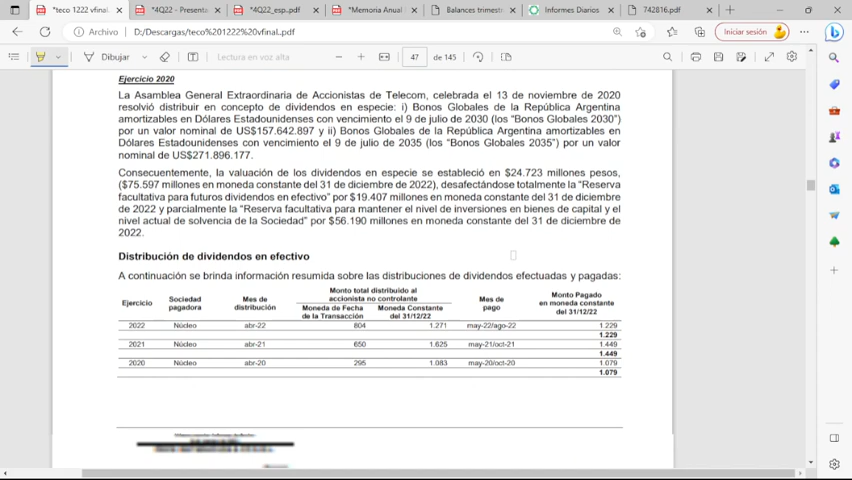 *teco 1222 vfinal.pdf
*4Q22 - Presenta
*4Q22_esp.pdf
*Memoria Anual
Balances trimestr
Informes Diarios
742816.pdf
Archivo | D:/Descargas/teco%201222%20vfinal.pdf
Iniciar sesión
Dibujar
Lectura en voz alta
47 de 145
Ejercicio 2020
La Asamblea General Extraordinaria de Accionistas de Telecom, celebrada el 13 de noviembre de 2020
resolvió distribuir en concepto de dividendos en especie: i) Bonos Globales de la República Argentina
amortizables en Dólares Estadounidenses con vencimiento el 9 de julio de 2030 (los “Bonos Globales 2030”)
por un valor nominal de US$157.642.897 y ii) Bonos Globales de la República Argentina amortizables en
Dólares Estadounidenses con vencimiento el 9 de julio de 2035 (los “Bonos Globales 2035”) por un valor
nominal de US$271.896.177.
Consecuentemente, la valuación de los dividendos en especie se estableció en $24.723 millones pesos,
($75.597 millones en moneda constante del 31 de diciembre de 2022), desafectándose totalmente la “Reserva
facultativa para futuros dividendos en efectivo” por $19.407 millones en moneda constante del 31 de diciembre
de 2022 y parcialmente la “Reserva facultativa para mantener el nivel de inversiones en bienes de capital y el
nivel actual de solvencia de la Sociedad” por $56.190 millones en moneda constante del 31 de diciembre de
2022.
Distribución de dividendos en efectivo
A continuación se brinda información resumida sobre las distribuciones de dividendos efectuadas y pagadas:
Ejercicio
Sociedad pagadora
Mes de distribución
Monto total distribuido al accionista no controlante
Moneda de Fecha de la Transacción
Moneda Constante del 31/12/22
Mes de pago
Monto Pagado en moneda constante del 31/12/22
2022 Núcleo abr-22 804 1.271 may-22/ago-22 1.229
1.229
2021 Núcleo abr-21 650 1.625 may-21/oct-21 1.449
1.449
2020 Núcleo abr-20 295 1.083 may-20/oct-20 1.079
1.079